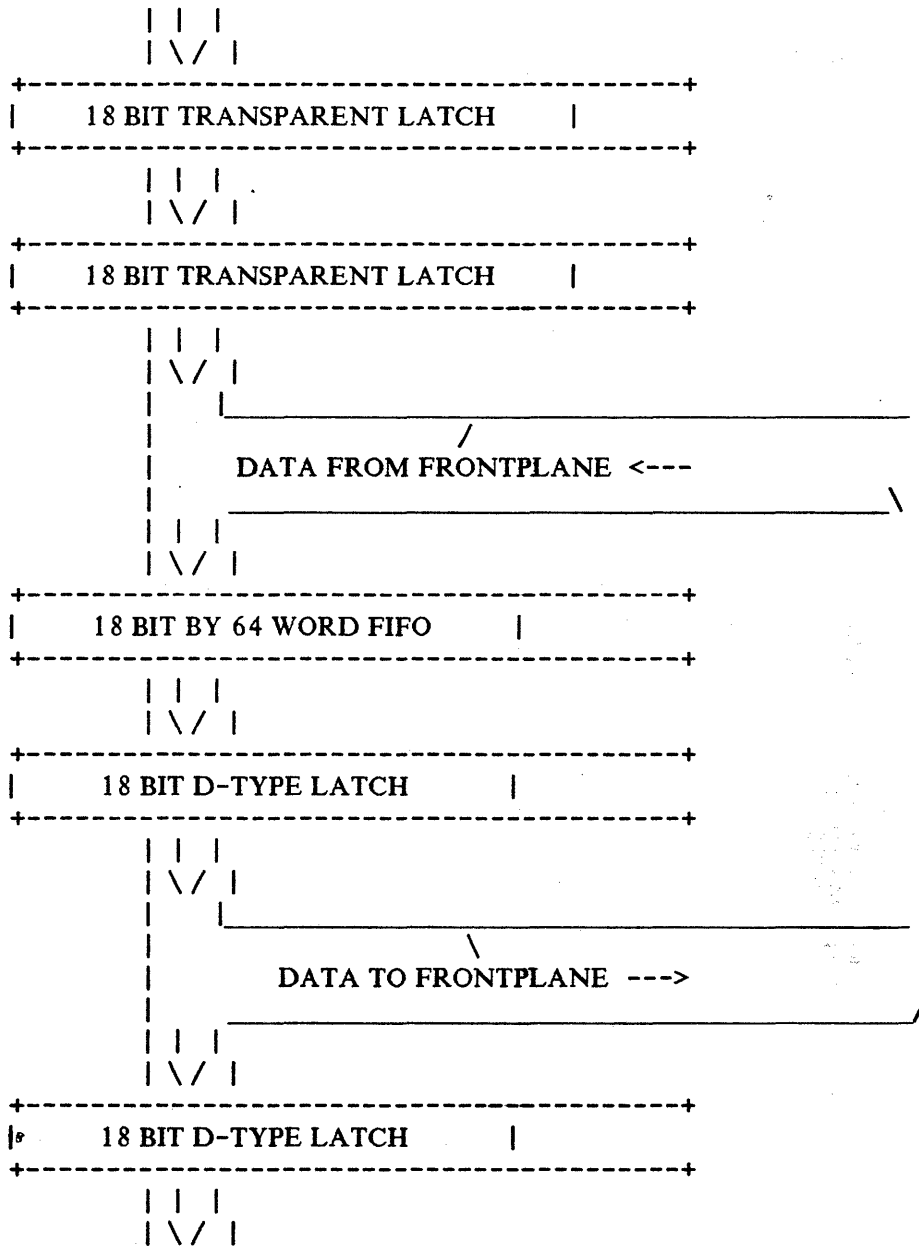 18 BIT TRANSPARENT LATCH
18 BIT TRANSPARENT LATCH
DATA FROM FRONTPLANE <---
18 BIT BY 64 WORD FIFO
18 BIT D-TYPE LATCH
DATA TO FRONTPLANE --->
18 BIT D-TYPE LATCH